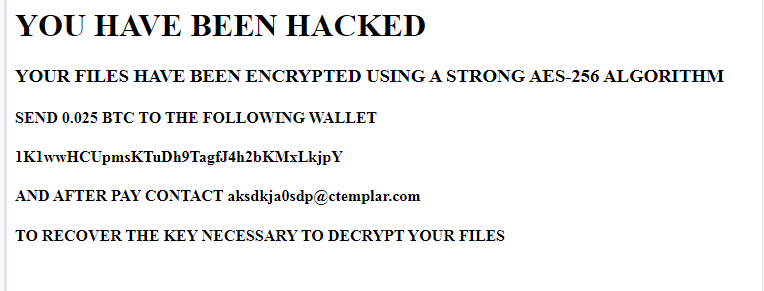 YOU HAVE BEEN HACKED
YOUR FILES HAVE BEEN ENCRYPTED USING A STRONG AES-256 ALGORITHM
SEND 0.025 BTC TO THE FOLLOWING WALLET
1K1wwHCUpmsKTuDh9TagfJ4h2bKMxLkjpY
AND AFTER PAY CONTACT aksdkja0sdp@ctemplar.com
TO RECOVER THE KEY NECESSARY TO DECRYPT YOUR FILES